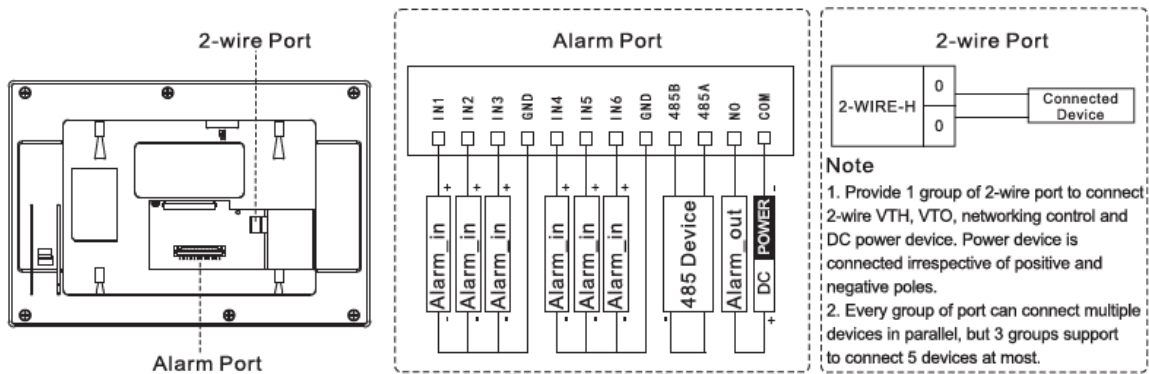 2-wire Port
Alarm Port
Alarm Port
IN1 IN2 IN3 GND IN4 IN5 IN6 GND 485B 485A NO COM
+ + + + + + -
Alarm_in Alarm_in Alarm_in Alarm_in Alarm_in Alarm_in 485 Device Alarm_out DC POWER
- - - - - - - +
2-wire Port
2-WIRE-H
0
0
Connected
Device
Note
1. Provide 1 group of 2-wire port to connect
2-wire VTH, VTO, networking control and
DC power device. Power device is
connected irrespective of positive and
negative poles.
2. Every group of port can connect multiple
devices in parallel, but 3 groups support
to connect 5 devices at most.